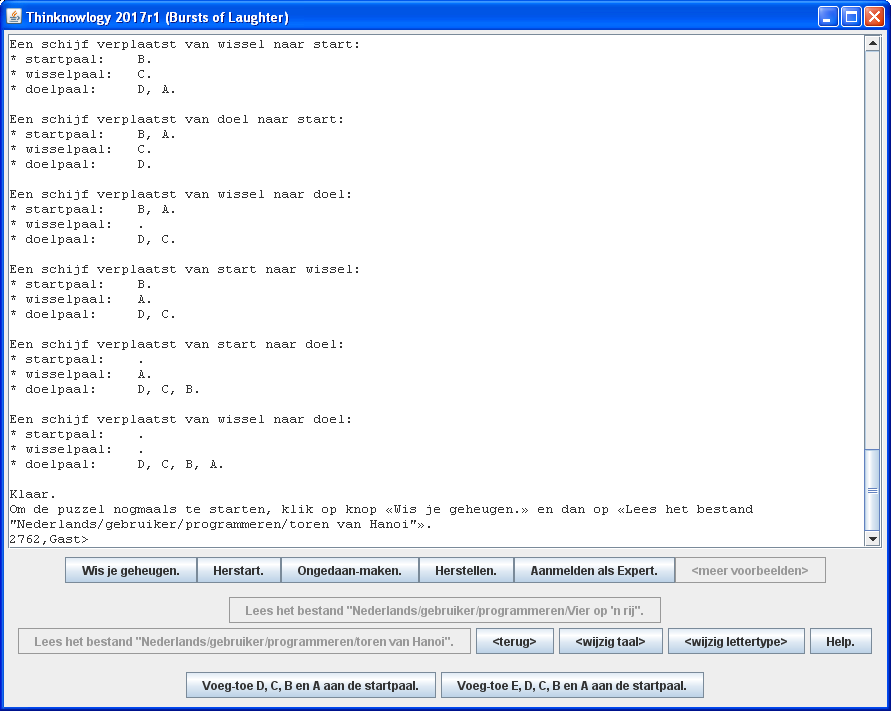 Thinknowlogy 2017r1 (Bursts of Laughter)
Een schijf verplaatst van wissel naar start:
* startpaal: B.
* wisselpaal: C.
* doelpaal: D, A.
Een schijf verplaatst van doel naar start:
* startpaal: B, A.
* wisselpaal: C.
* doelpaal: D.
Een schijf verplaatst van wissel naar doel:
* startpaal: B, A.
* wisselpaal: .
* doelpaal: D, C.
Een schijf verplaatst van start naar wissel:
* startpaal: B.
* wisselpaal: A.
* doelpaal: D, C.
Een schijf verplaatst van start naar doel:
* startpaal: .
* wisselpaal: A.
* doelpaal: D, C, B.
Een schijf verplaatst van wissel naar doel:
* startpaal: .
* wisselpaal: .
* doelpaal: D, C, B, A.
Klaar.
Om de puzzel nogmaals te starten, klik op knop «Wis je geheugen.» en dan op «Lees het bestand
"Nederlands/gebruiker/programmeren/toren van Hanoi"».
2762,Gast>
Wis je geheugen. Herstart. Ongedaan-maken. Herstellen. Aanmelden als Expert. <meer voorbeelden>
Lees het bestand "Nederlands/gebruiker/programmeren/Vier op 'n rij".
Lees het bestand "Nederlands/gebruiker/programmeren/toren van Hanoi". <terug> <wijzig taal> <wijzig lettertype> Help.
Voeg-toe D, C, B en A aan de startpaal. Voeg-toe E, D, C, B en A aan de startpaal.